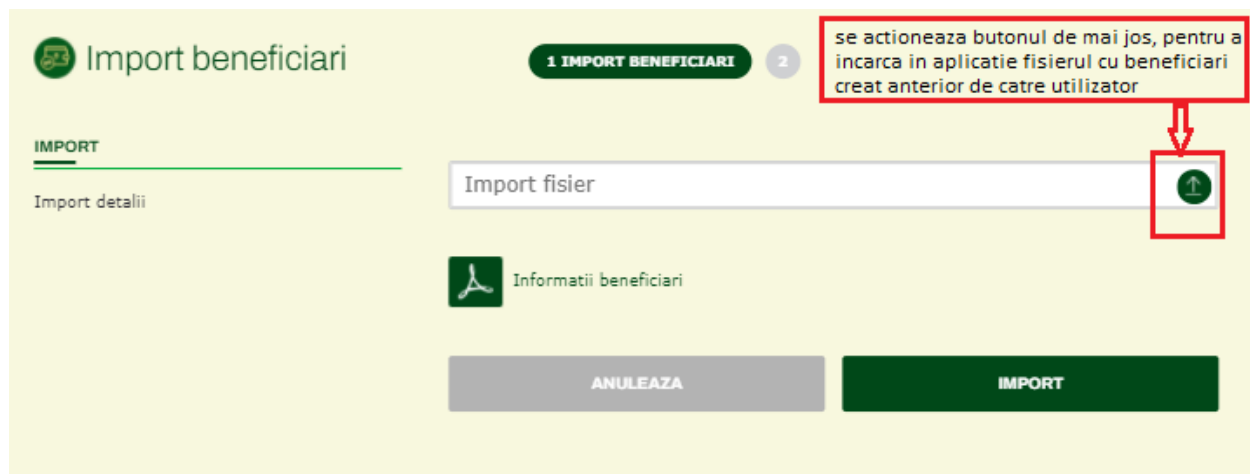 Import beneficiari
1 IMPORT BENEFICIARI
2
se actioneaza butonul de mai jos, pentru a
incarca in aplicatie fisierul cu beneficiari
creat anterior de catre utilizator
IMPORT
Import detalii
Import fisier
Informatii beneficiari
ANULEAZA
IMPORT